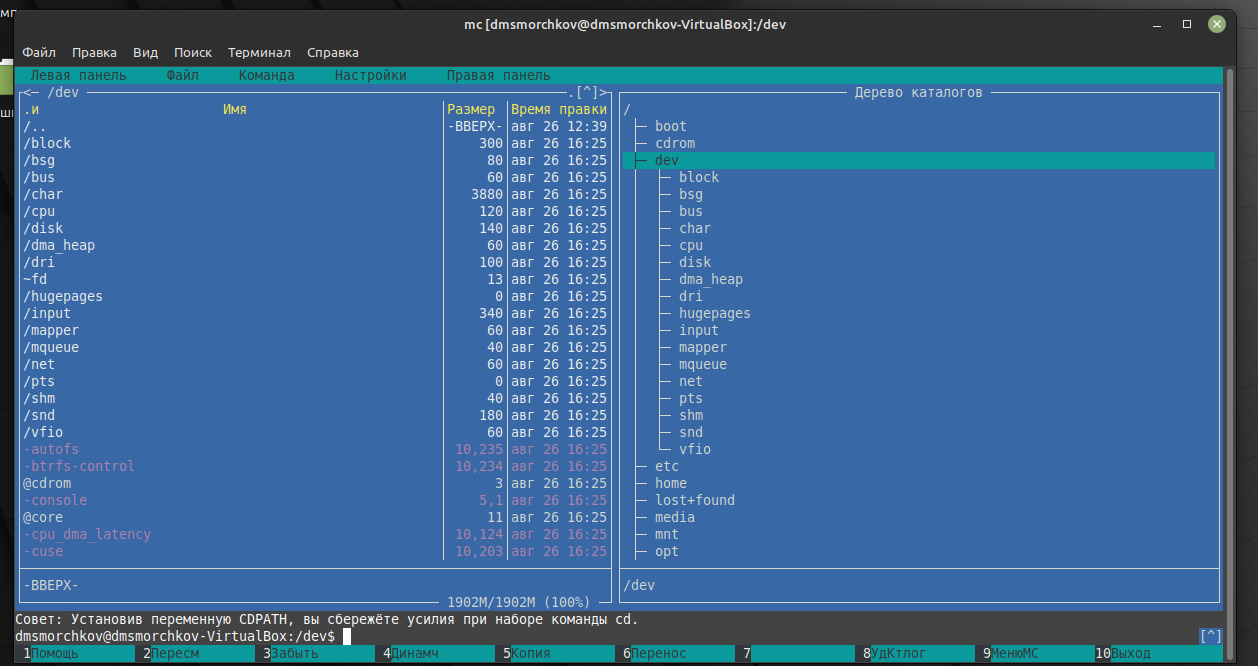 mc [dmsmorchkov@dmsmorchkov-VirtualBox]:/dev
Файл Правка Вид Поиск Терминал Справка
Левая панель Файл Команда Настройки Правая панель
<— /dev .[^]>
.и Имя Размер Время правки
/.. -ВВЕРХ- авг 26 12:39
/block 300 авг 26 16:25
/bsg 80 авг 26 16:25
/bus 60 авг 26 16:25
/char 3880 авг 26 16:25
/cpu 120 авг 26 16:25
/disk 140 авг 26 16:25
/dma_heap 60 авг 26 16:25
/dri 100 авг 26 16:25
~fd 13 авг 26 16:25
/hugepages 0 авг 26 16:25
/input 340 авг 26 16:25
/mapper 60 авг 26 16:25
/mqueue 40 авг 26 16:25
/net 60 авг 26 16:25
/pts 0 авг 26 16:25
/shm 40 авг 26 16:25
/snd 180 авг 26 16:25
/vfio 60 авг 26 16:25
-autofs 10,235 авг 26 16:25
-btrfs-control 10,234 авг 26 16:25
@cdrom 3 авг 26 16:25
-console 5,1 авг 26 16:25
@core 11 авг 26 16:25
-cpu_dma_latency 10,124 авг 26 16:25
-cuse 10,203 авг 26 16:25
-ВВЕРХ-
1902M/1902M (100%)
Дерево каталогов
/
boot
cdrom
dev
block
bsg
bus
char
cpu
disk
dma_heap
dri
hugepages
input
mapper
mqueue
net
pts
shm
snd
vfio
etc
home
lost+found
media
mnt
opt
/dev
Совет: Установив переменную CDPATH, вы сбережёте усилия при наборе команды cd.
dmsmorchkov@dmsmorchkov-VirtualBox:/dev$ [^]
1Помощь 2Пересм 3Забыть 4Динамч 5Копия 6Перенос 7 8УдКтлог 9МенюMC 10Выход